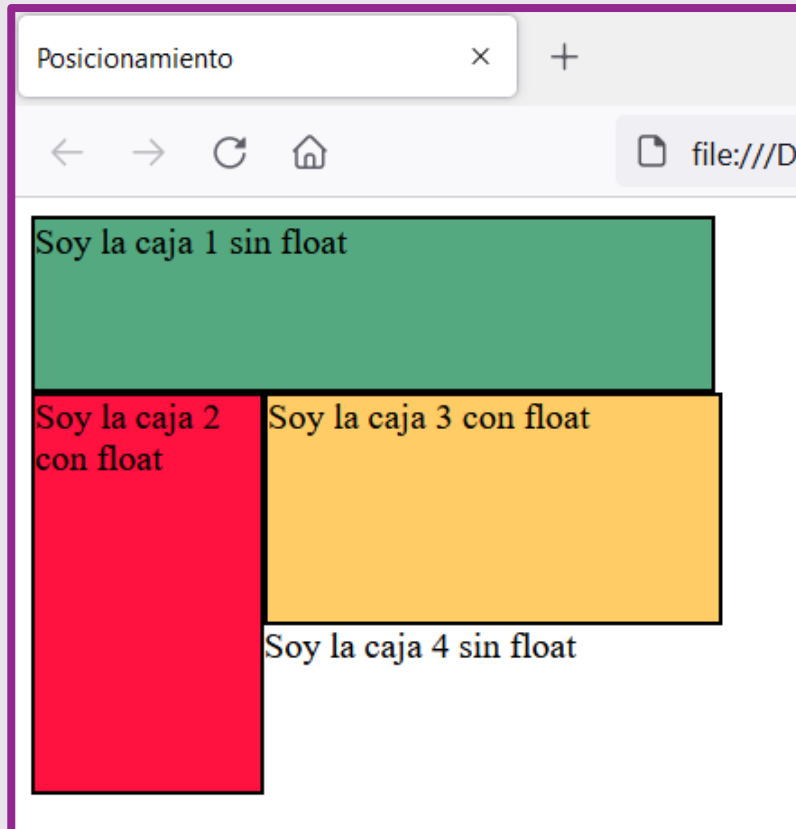 Posicionamiento
file:///D
Soy la caja 1 sin float
Soy la caja 2
con float
Soy la caja 3 con float
Soy la caja 4 sin float